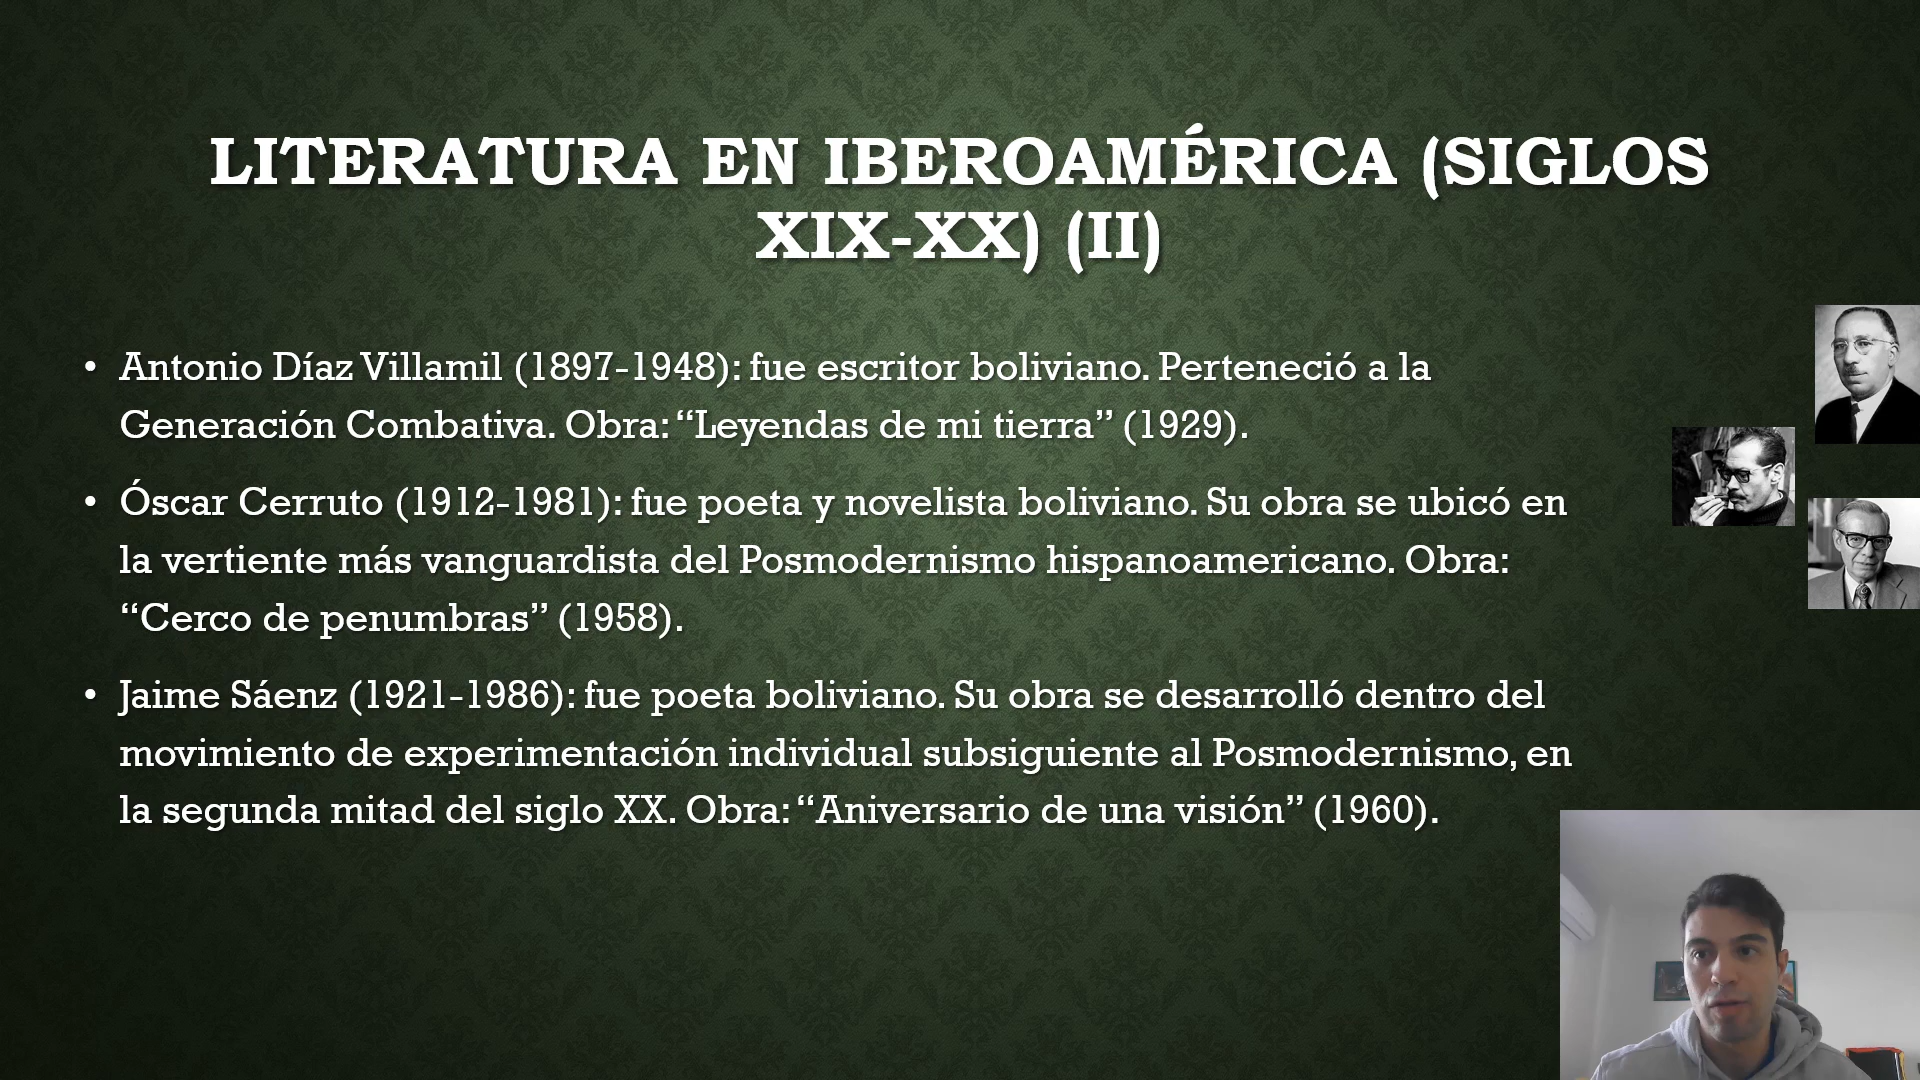 LITERATURA EN IBEROAMÉRICA (SIGLOS
XIX-XX) (II)
• Antonio Díaz Villamil (1897-1948): fue escritor boliviano. Perteneció a la
Generación Combativa. Obra: “Leyendas de mi tierra” (1929).
• Óscar Cerruto (1912-1981): fue poeta y novelista boliviano. Su obra se ubicó en
la vertiente más vanguardista del Posmodernismo hispanoamericano. Obra:
“Cerco de penumbras” (1958).
• Jaime Sáenz (1921-1986): fue poeta boliviano. Su obra se desarrolló dentro del
movimiento de experimentación individual subsiguiente al Posmodernismo, en
la segunda mitad del siglo XX. Obra: “Aniversario de una visión” (1960).